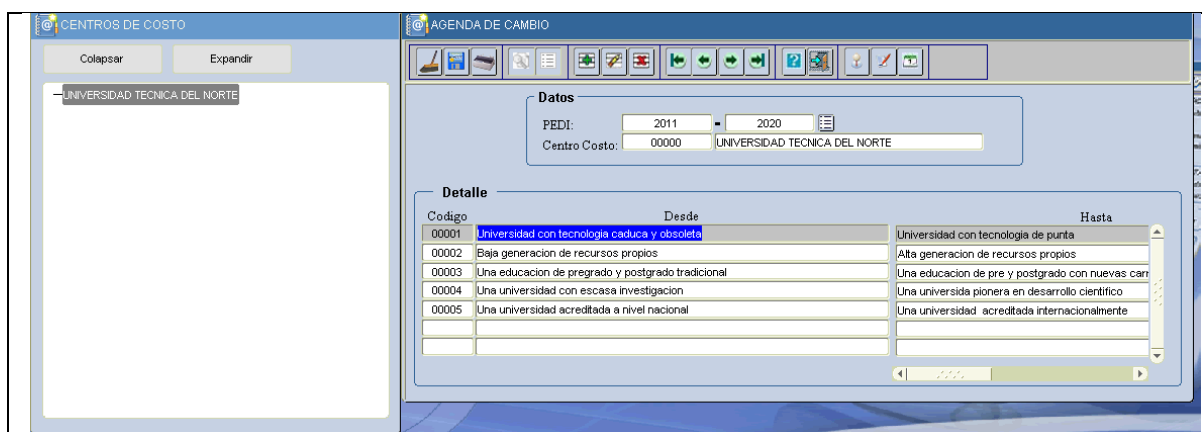 CENTROS DE COSTO
Colapsar Expandir
UNIVERSIDAD TECNICA DEL NORTE
AGENDA DE CAMBIO
Datos
PEDI: 2011 - 2020
Centro Costo: 00000 UNIVERSIDAD TECNICA DEL NORTE
Detalle
Codigo Desde Hasta
00001 Universidad con tecnologia caduca y obsoleta Universidad con tecnologia de punta
00002 Baja generacion de recursos propios Alta generacion de recursos propios
00003 Una educacion de pregrado y postgrado tradicional Una educacion de pre y postgrado con nuevas carr
00004 Una universidad con escasa investigacion Una universida pionera en desarrollo cientifico
00005 Una universidad acreditada a nivel nacional Una universidad acreditada internacionalmente